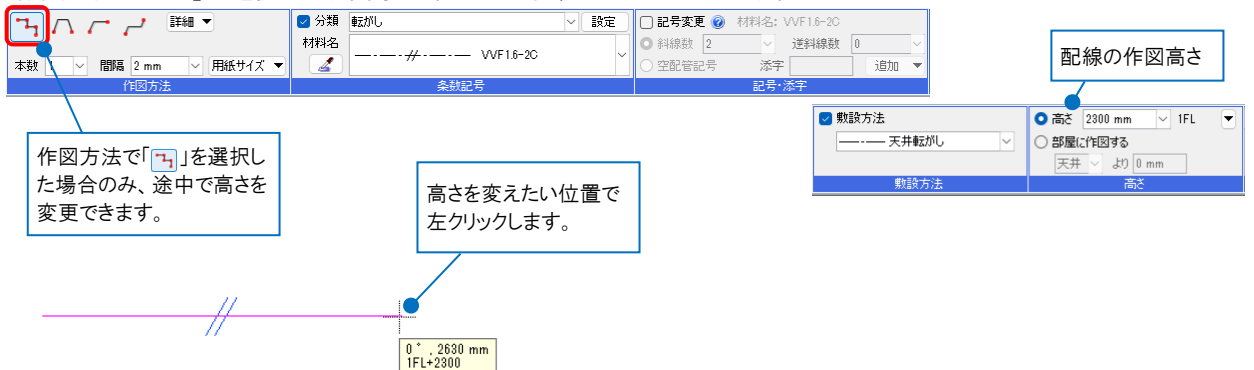 詳細 ▼
本数 1 間隔 2 mm 用紙サイズ ▼
作図方法
分類 転がし 設定
材料名 VVF1.6-2C
条数記号
記号変更 材料名: VVF1.6-2C
斜線数 2 逆斜線数 0
空配管記号 添字 追加 ▼
記号・添字
配線の作図高さ
敷設方法
天井転がし
敷設方法
高さ 2300 mm 1FL ▼
部屋に作図する
天井 より 0 mm
高さ
作図方法で「 」を選択し
た場合のみ、途中で高さを
変更できます。
高さを変えたい位置で
左クリックします。
0 ° , 2630 mm
1FL+2300